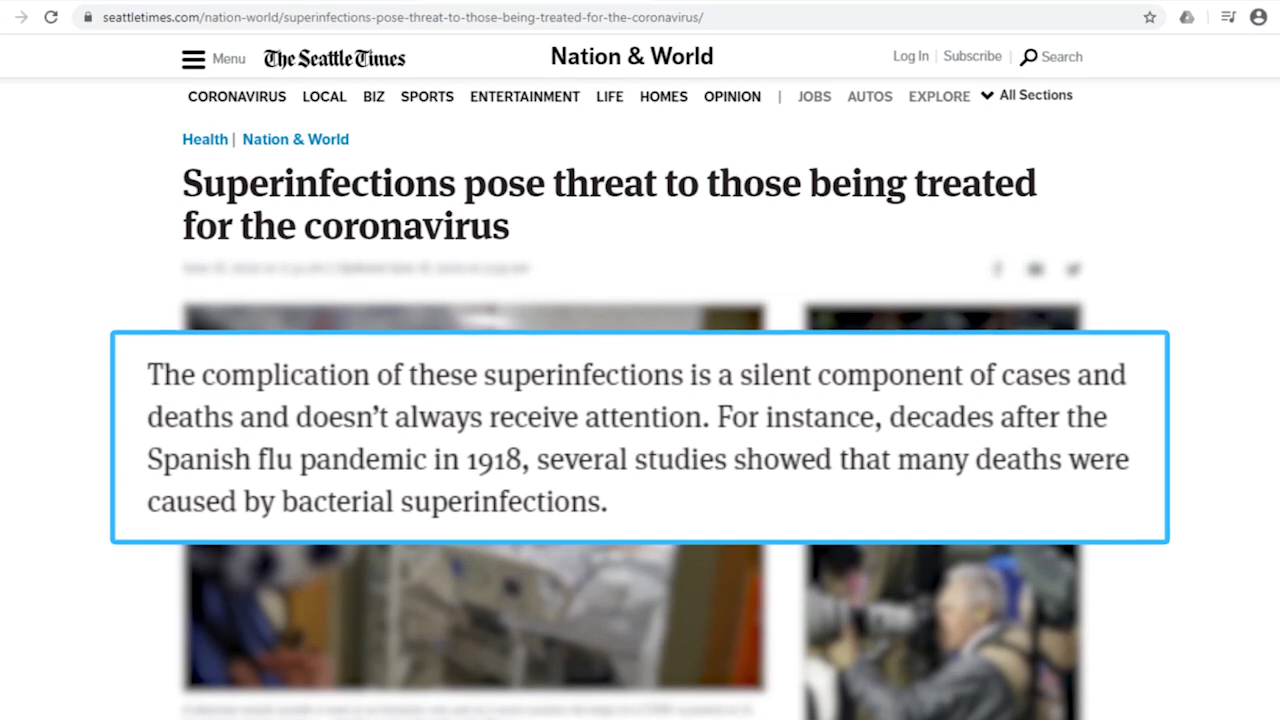 seattletimes.com/nation-world/superinfections-pose-threat-to-those-being-treated-for-the-coronavirus/
Menu The Seattle Times Nation & World Log In | Subscribe | Search
CORONAVIRUS LOCAL BIZ SPORTS ENTERTAINMENT LIFE HOMES OPINION | JOBS AUTOS EXPLORE All Sections
Health | Nation & World
Superinfections pose threat to those being treated
for the coronavirus
The complication of these superinfections is a silent component of cases and
deaths and doesn’t always receive attention. For instance, decades after the
Spanish flu pandemic in 1918, several studies showed that many deaths were
caused by bacterial superinfections.